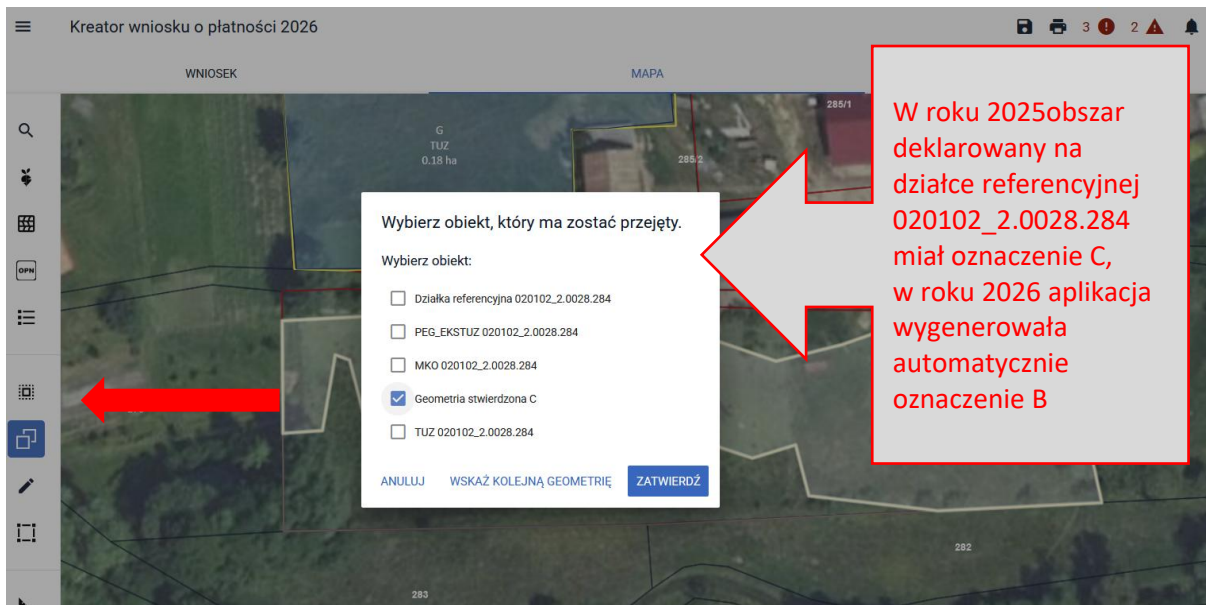 Kreator wniosku o płatności 2026
3
2
WNIOSEK
MAPA
285/1
G
TUZ
0.18 ha
285/2
OPN
Wybierz obiekt, który ma zostać przejęty.
Wybierz obiekt:
Działka referencyjna 020102_2.0028.284
PEG_EKSTUZ 020102_2.0028.284
MKO 020102_2.0028.284
Geometria stwierdzona C
TUZ 020102_2.0028.284
ANULUJ
WSKAŻ KOLEJNĄ GEOMETRIĘ
ZATWIERDŹ
W roku 2025obszar
deklarowany na
działce referencyjnej
020102_2.0028.284
miał oznaczenie C,
w roku 2026 aplikacja
wygenerowała
automatycznie
oznaczenie B
282
283